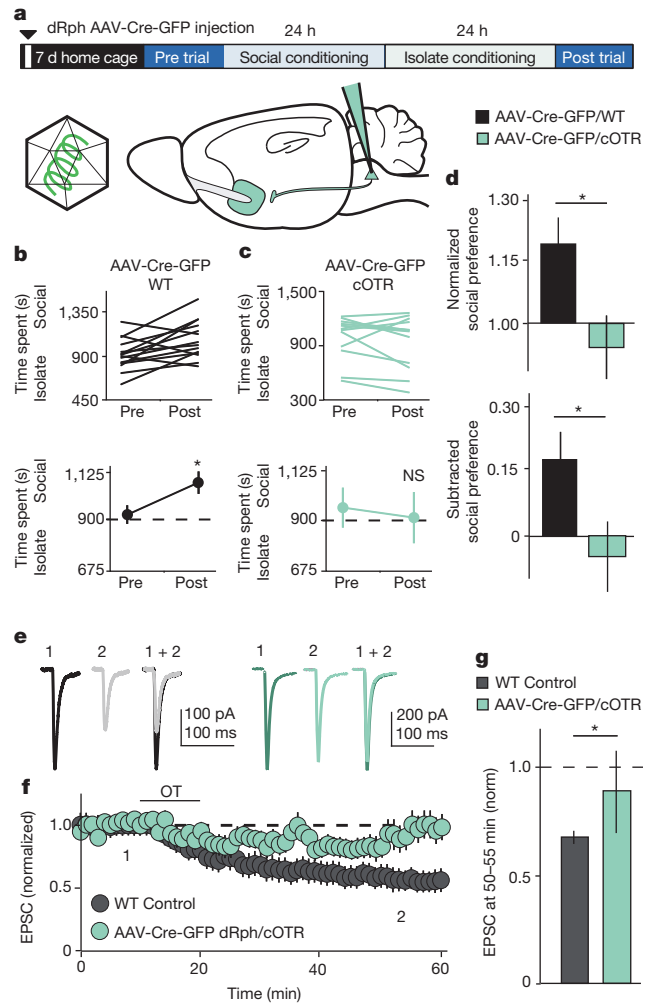 a
dRph AAV-Cre-GFP injection
24 h
24 h
7 d home cage
Pre trial
Social conditioning
Isolate conditioning
Post trial
AAV-Cre-GFP/WT
AAV-Cre-GFP/cOTR
b
AAV-Cre-GFP
WT
Time spent (s)
Isolate Social
1,350
900
450
Pre
Post
Time spent (s)
Isolate Social
1,125
900
675
*
Pre
Post
c
AAV-Cre-GFP
cOTR
Time spent (s)
Isolate Social
1,500
900
300
Pre
Post
Time spent (s)
Isolate Social
1,125
900
675
NS
Pre
Post
d
Normalized
social preference
1.30
1.15
1.00
*
Subtracted
social preference
0.30
0.15
0
*
e
1
2
1 + 2
100 pA
100 ms
1
2
1 + 2
200 pA
100 ms
f
OT
EPSC (normalized)
1.0
0.5
0
1
2
WT Control
AAV-Cre-GFP dRph/cOTR
0
20
40
60
Time (min)
g
WT Control
AAV-Cre-GFP/cOTR
*
EPSC at 50–55 min (norm)
1.0
0.5
0